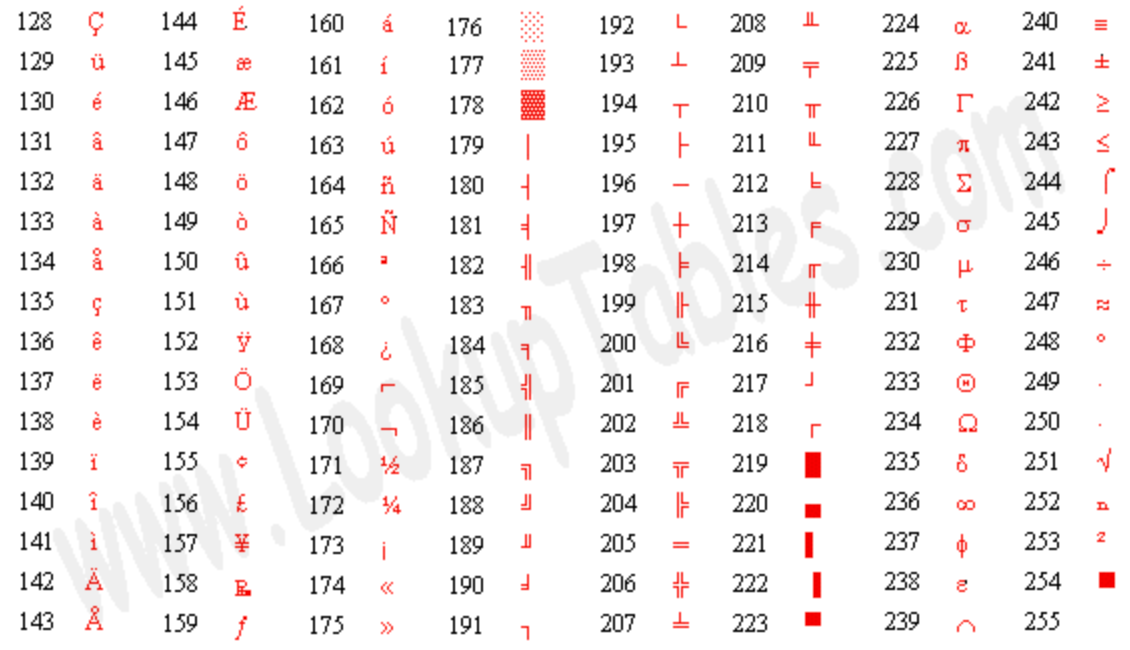 128 Ç 144 É 160 á 176 ░ 192 └ 208 ╨ 224 α 240 ≡
129 ü 145 æ 161 í 177 ▒ 193 ┴ 209 ╤ 225 ß 241 ±
130 é 146 Æ 162 ó 178 ▓ 194 ┬ 210 ╥ 226 Γ 242 ≥
131 â 147 ô 163 ú 179 │ 195 ├ 211 ╙ 227 π 243 ≤
132 ä 148 ö 164 ñ 180 ┤ 196 ─ 212 ╘ 228 Σ 244 ⌠
133 à 149 ò 165 Ñ 181 ╡ 197 ┼ 213 ╒ 229 σ 245 ⌡
134 å 150 û 166 ª 182 ╢ 198 ╞ 214 ╓ 230 µ 246 ÷
135 ç 151 ù 167 º 183 ╖ 199 ╟ 215 ╫ 231 τ 247 ≈
136 ê 152 ÿ 168 ¿ 184 ╕ 200 ╚ 216 ╪ 232 Φ 248 °
137 ë 153 Ö 169 ⌐ 185 ╣ 201 ╔ 217 ┘ 233 Θ 249 ∙
138 è 154 Ü 170 ¬ 186 ║ 202 ╩ 218 ┌ 234 Ω 250 ·
139 ï 155 ¢ 171 ½ 187 ╗ 203 ╦ 219 █ 235 δ 251 √
140 î 156 £ 172 ¼ 188 ╝ 204 ╠ 220 ▄ 236 ∞ 252 ⁿ
141 ì 157 ¥ 173 ¡ 189 ╜ 205 ═ 221 ▌ 237 φ 253 ²
142 Ä 158 ₧ 174 « 190 ╛ 206 ╬ 222 ▐ 238 ε 254 ■
143 Å 159 ƒ 175 » 191 ┐ 207 ╧ 223 ▀ 239 ∩ 255
www.LookupTables.com